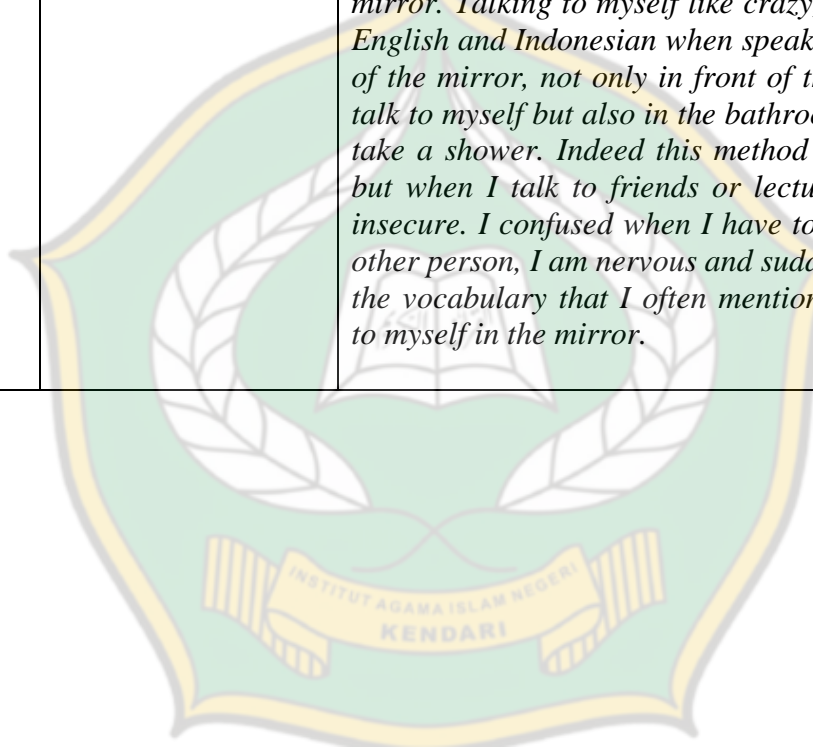 mirror. Talking to myself like crazy,
English and Indonesian when speak
of the mirror, not only in front of th
talk to myself but also in the bathroo
take a shower. Indeed this method
but when I talk to friends or lectu
insecure. I confused when I have to
other person, I am nervous and sudd
the vocabulary that I often mention
to myself in the mirror.
INSTITUT AGAMA ISLAM NEGERI
KENDARI